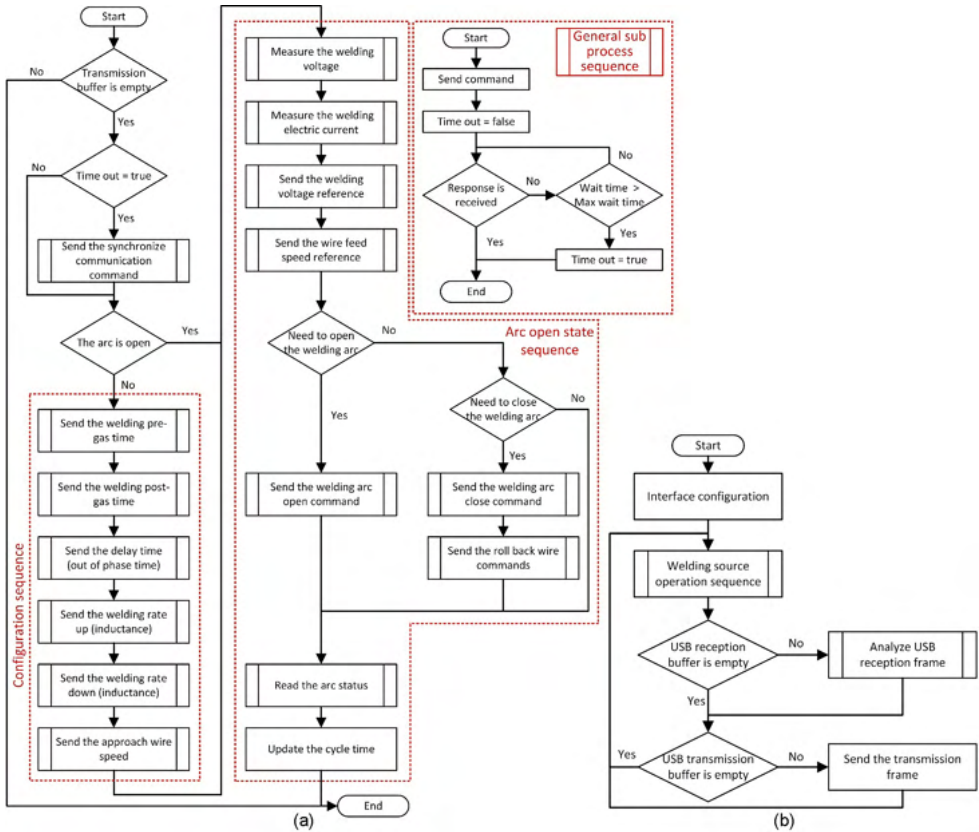 Start
No
Transmission
buffer is empty
Yes
No
Time out = true
Yes
Send the synchronize
communication
command
The arc is open
Yes
No
Configuration sequence
Send the welding pre-
gas time
Send the welding post-
gas time
Send the delay time
(out of phase time)
Send the welding rate
up (inductance)
Send the welding rate
down (inductance)
Send the approach wire
speed
Measure the welding
voltage
Measure the welding
electric current
Send the welding
voltage reference
Send the wire feed
speed reference
Need to open
the welding arc
No
Yes
Arc open state
sequence
Need to close
the welding arc
No
Yes
Send the welding arc
open command
Send the welding arc
close command
Send the roll back wire
commands
Read the arc status
Update the cycle time
End
(a)
Start
General sub
process
sequence
Send command
Time out = false
No
Response is
received
No
Wait time >
Max wait time
Yes
Yes
Time out = true
End
Start
Interface configuration
Welding source
operation sequence
USB reception
buffer is empty
No
Analyze USB
reception frame
Yes
Yes
USB transmission
buffer is empty
No
Send the transmission
frame
(b)